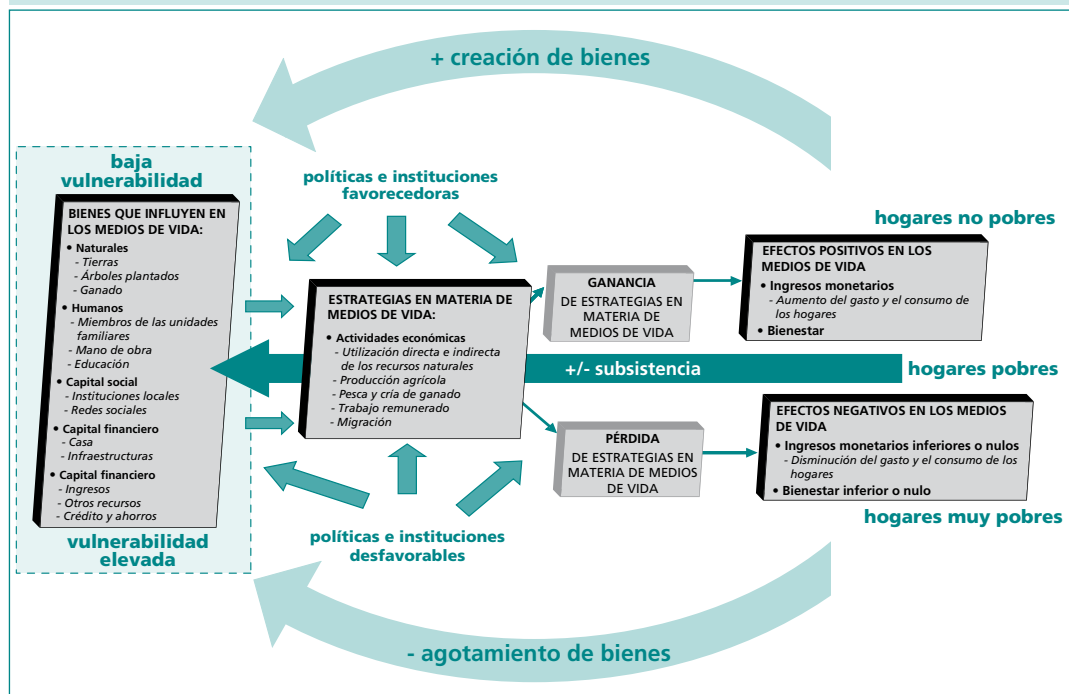 + creación de bienes
baja
vulnerabilidad
BIENES QUE INFLUYEN EN
LOS MEDIOS DE VIDA:
• Naturales
- Tierras
- Árboles plantados
- Ganado
• Humanos
- Miembros de las unidades
familiares
- Mano de obra
- Educación
• Capital social
- Instituciones locales
- Redes sociales
• Capital financiero
- Casa
- Infraestructuras
• Capital financiero
- Ingresos
- Otros recursos
- Crédito y ahorros
vulnerabilidad
elevada
políticas e instituciones
favorecedoras
ESTRATEGIAS EN MATERIA DE
MEDIOS DE VIDA:
• Actividades económicas
- Utilización directa e indirecta
de los recursos naturales
- Producción agrícola
- Pesca y cría de ganado
- Trabajo remunerado
- Migración
políticas e instituciones
desfavorables
GANANCIA
DE ESTRATEGIAS EN
MATERIA DE
MEDIOS DE VIDA
+/- subsistencia
PÉRDIDA
DE ESTRATEGIAS EN
MATERIA DE MEDIOS
DE VIDA
hogares no pobres
EFECTOS POSITIVOS EN LOS
MEDIOS DE VIDA
• Ingresos monetarios
- Aumento del gasto y el consumo de
los hogares
• Bienestar
hogares pobres
EFECTOS NEGATIVOS EN LOS MEDIOS
DE VIDA
• Ingresos monetarios inferiores o nulos
- Disminución del gasto y el consumo de los
hogares
• Bienestar inferior o nulo
hogares muy pobres
- agotamiento de bienes